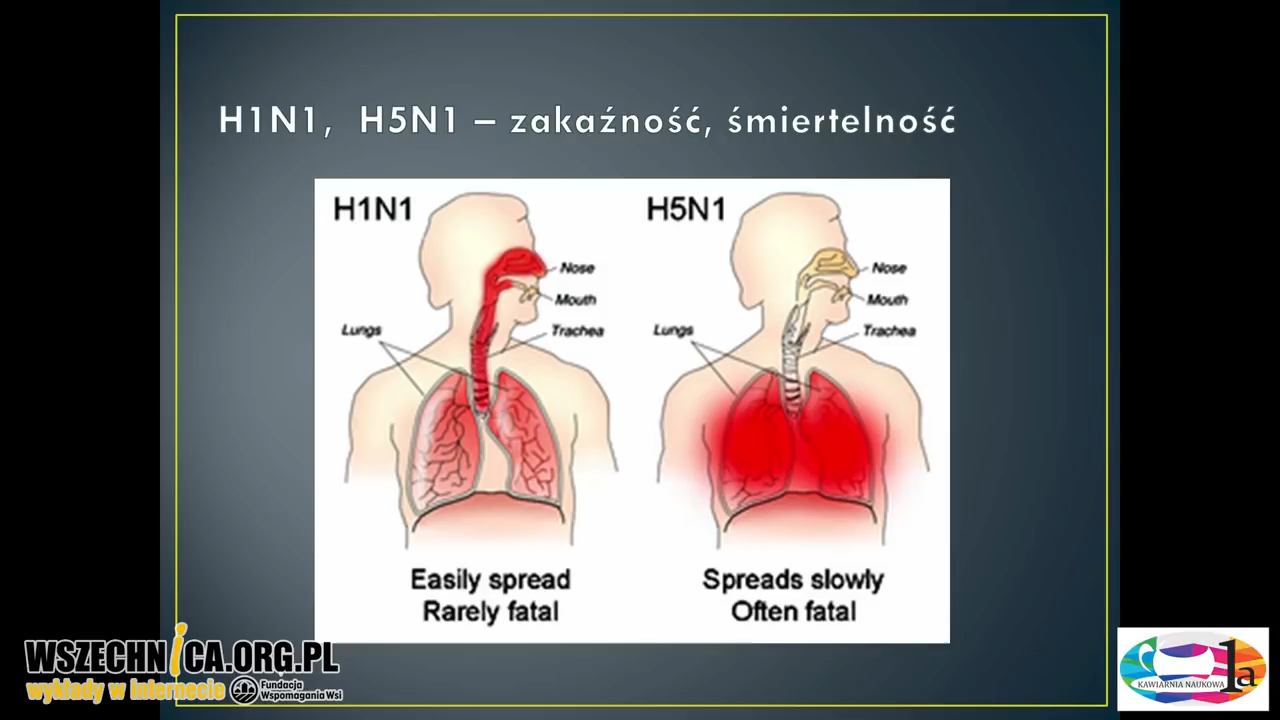 H1N1, H5N1 – zakaźność, śmiertelność
H1N1
Nose
Mouth
Trachea
Lungs
Easily spread
Rarely fatal
H5N1
Nose
Mouth
Trachea
Lungs
Spreads slowly
Often fatal
WSZECHNiCA.ORG.PL
wykłady w internecie
Fundacja
Wspomagania Wsi
KAWIARNIA NAUKOWA
1a